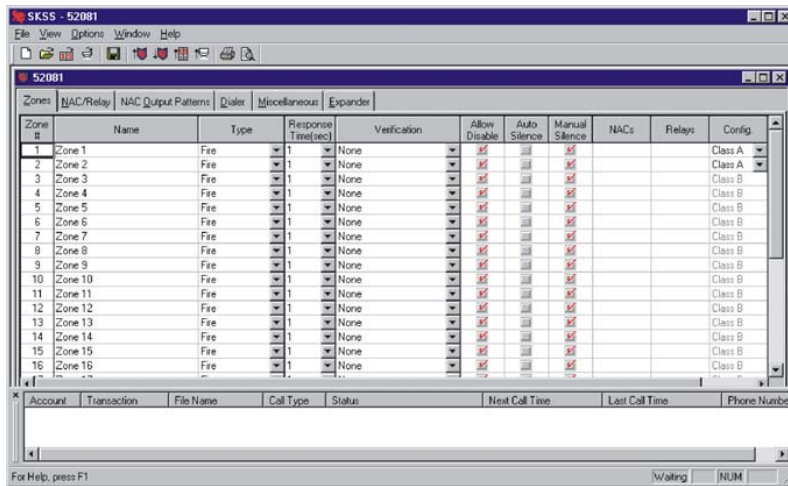 SKSS - 52081
File View Options Window Help
52081
Zones NAC/Relay NAC Output Patterns Dialer Miscellaneous Expander
Zone # Name Type Response Time(sec) Verification Allow Disable Auto Silence Manual Silence NACs Relays Config.
1 Zone 1 Fire 1 None Class A
2 Zone 2 Fire 1 None Class A
3 Zone 3 Fire 1 None Class B
4 Zone 4 Fire 1 None Class B
5 Zone 5 Fire 1 None Class B
6 Zone 6 Fire 1 None Class B
7 Zone 7 Fire 1 None Class B
8 Zone 8 Fire 1 None Class B
9 Zone 9 Fire 1 None Class B
10 Zone 10 Fire 1 None Class B
11 Zone 11 Fire 1 None Class B
12 Zone 12 Fire 1 None Class B
13 Zone 13 Fire 1 None Class B
14 Zone 14 Fire 1 None Class B
15 Zone 15 Fire 1 None Class B
16 Zone 16 Fire 1 None Class B
Account Transaction File Name Call Type Status Next Call Time Last Call Time Phone Numbe
For Help, press F1 Waiting NUM